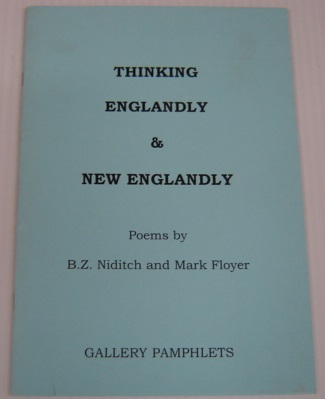 THINKING
ENGLANDLY
&
NEW ENGLANDLY
Poems by
B.Z. Niditch and Mark Floyer
GALLERY PAMPHLETS